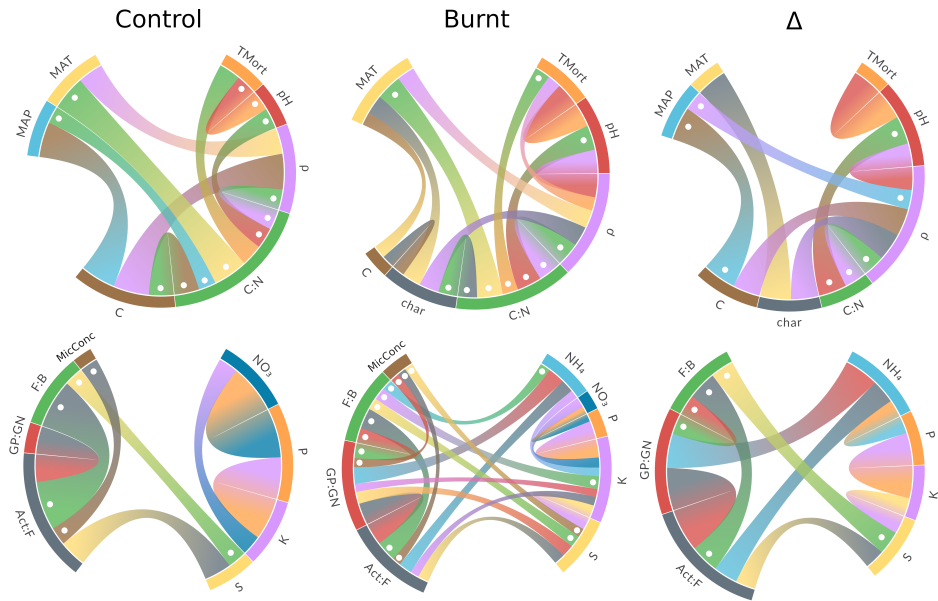 Control
Burnt
Δ
MAT
TMort
pH
MAP
ρ
C:N
C
MAT
TMort
pH
ρ
C
char
C:N
MAT
TMort
MAP
pH
ρ
C
C:N
char
MicConc
NO₃
F:B
GP:GN
P
Act:F
K
S
MicConc
NH₄
NO₃
F:B
P
GP:GN
K
Act:F
S
F:B
NH₄
P
GP:GN
K
Act:F
S